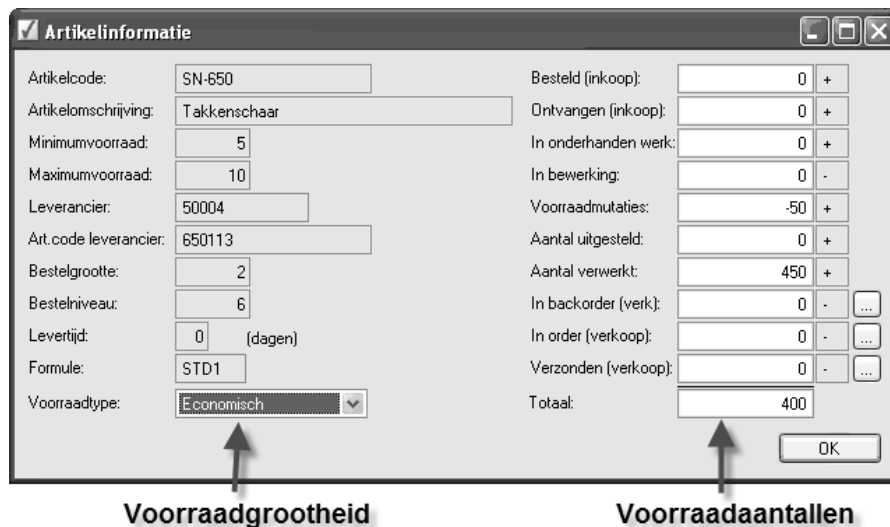 Artikelinformatie
Artikelcode: SN-650
Artikelomschrijving: Takkenschaar
Minimumvoorraad: 5
Maximumvoorraad: 10
Leverancier: 50004
Art.code leverancier: 650113
Bestelgrootte: 2
Bestelniveau: 6
Levertijd: 0 (dagen)
Formule: STD1
Voorraadtype: Economisch
Besteld (inkoop): 0 +
Ontvangen (inkoop): 0 +
In onderhanden werk: 0 +
In bewerking: 0 -
Voorraadmutaties: -50 +
Aantal uitgesteld: 0 +
Aantal verwerkt: 450 +
In backorder (verk): 0 - ...
In order (verkoop): 0 - ...
Verzonden (verkoop): 0 - ...
Totaal: 400
OK
Voorraadgrootheid
Voorraadaantallen